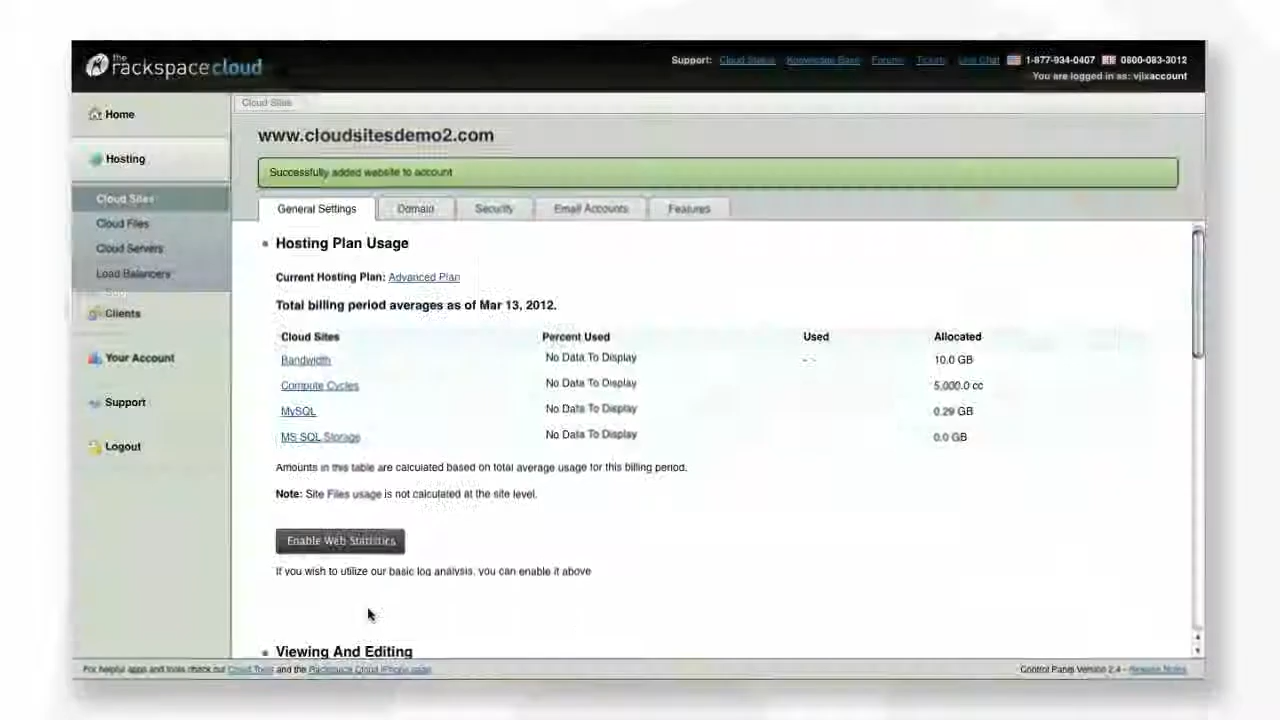 the
rackspacecloud
Support: Cloud Status Knowledge Base Forums Tickets Live Chat 1-877-934-0407 0800-083-3012
You are logged in as: vjixaccount
Home
Hosting
Cloud Sites
Cloud Files
Cloud Servers
Load Balancers
Clients
Your Account
Support
Logout
Cloud Sites
www.cloudsitesdemo2.com
Successfully added website to account
General Settings Domain Security Email Accounts Features
Hosting Plan Usage
Current Hosting Plan: Advanced Plan
Total billing period averages as of Mar 13, 2012.
Cloud Sites Percent Used Used Allocated
Bandwidth No Data To Display - - 10.0 GB
Compute Cycles No Data To Display 5,000.0 cc
MySQL No Data To Display 0.29 GB
MS SQL Storage No Data To Display 0.0 GB
Amounts in this table are calculated based on total average usage for this billing period.
Note: Site Files usage is not calculated at the site level.
Enable Web Statistics
If you wish to utilize our basic log analysis, you can enable it above
Viewing And Editing
For helpful apps and tools check out Cloud Tools and the Rackspace Cloud iPhone page
Control Panel Version 2.4 - Release Notes